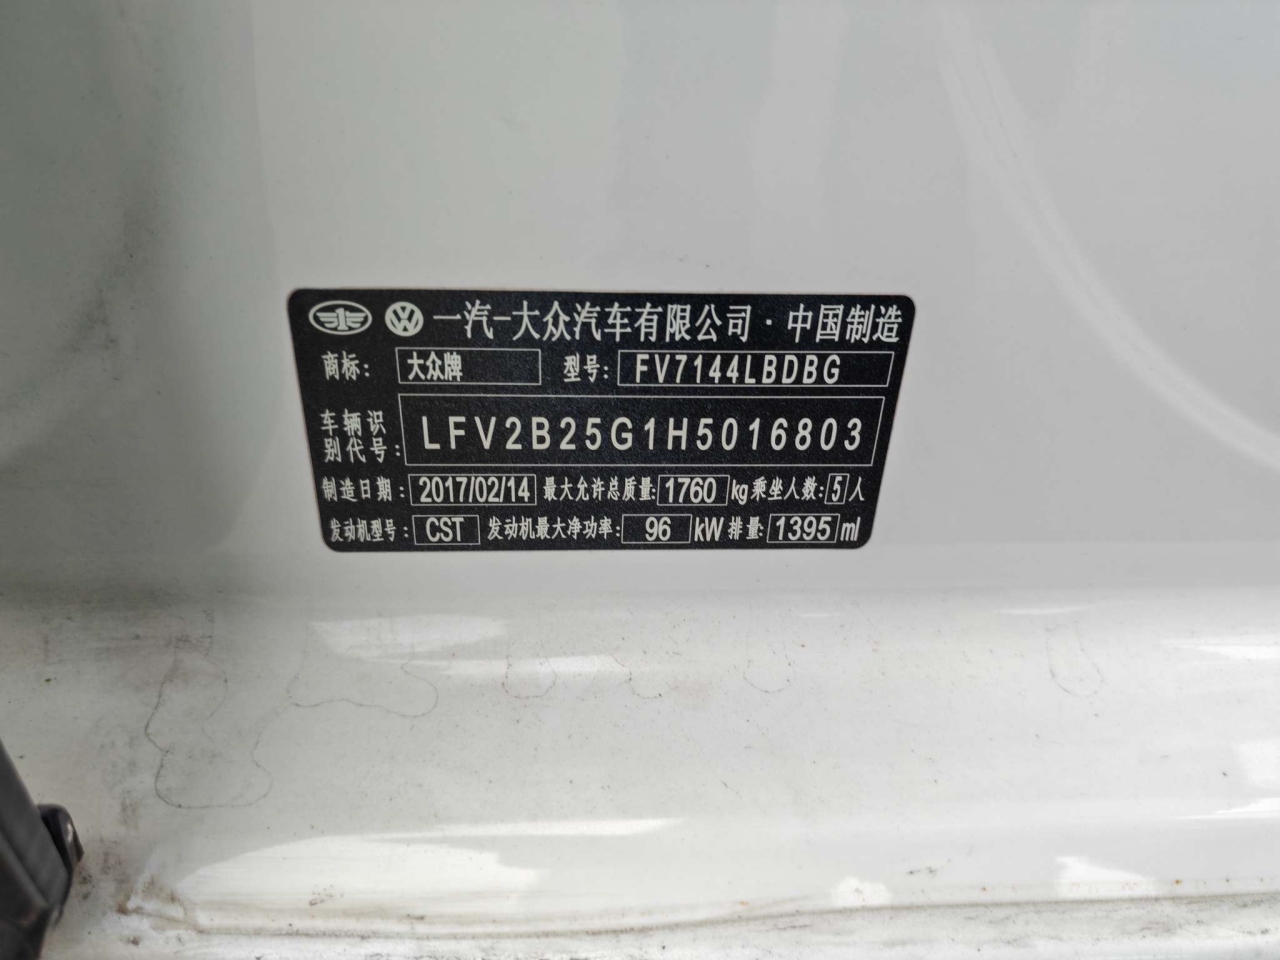 一汽-大众汽车有限公司·中国制造
商标: 大众牌 型号: FV7144LBDBG
车辆识别代号: LFV2B25G1H5016803
制造日期: 2017/02/14 最大允许总质量: 1760 kg 乘坐人数: 5 人
发动机型号: CST 发动机最大净功率: 96 kW 排量: 1395 ml